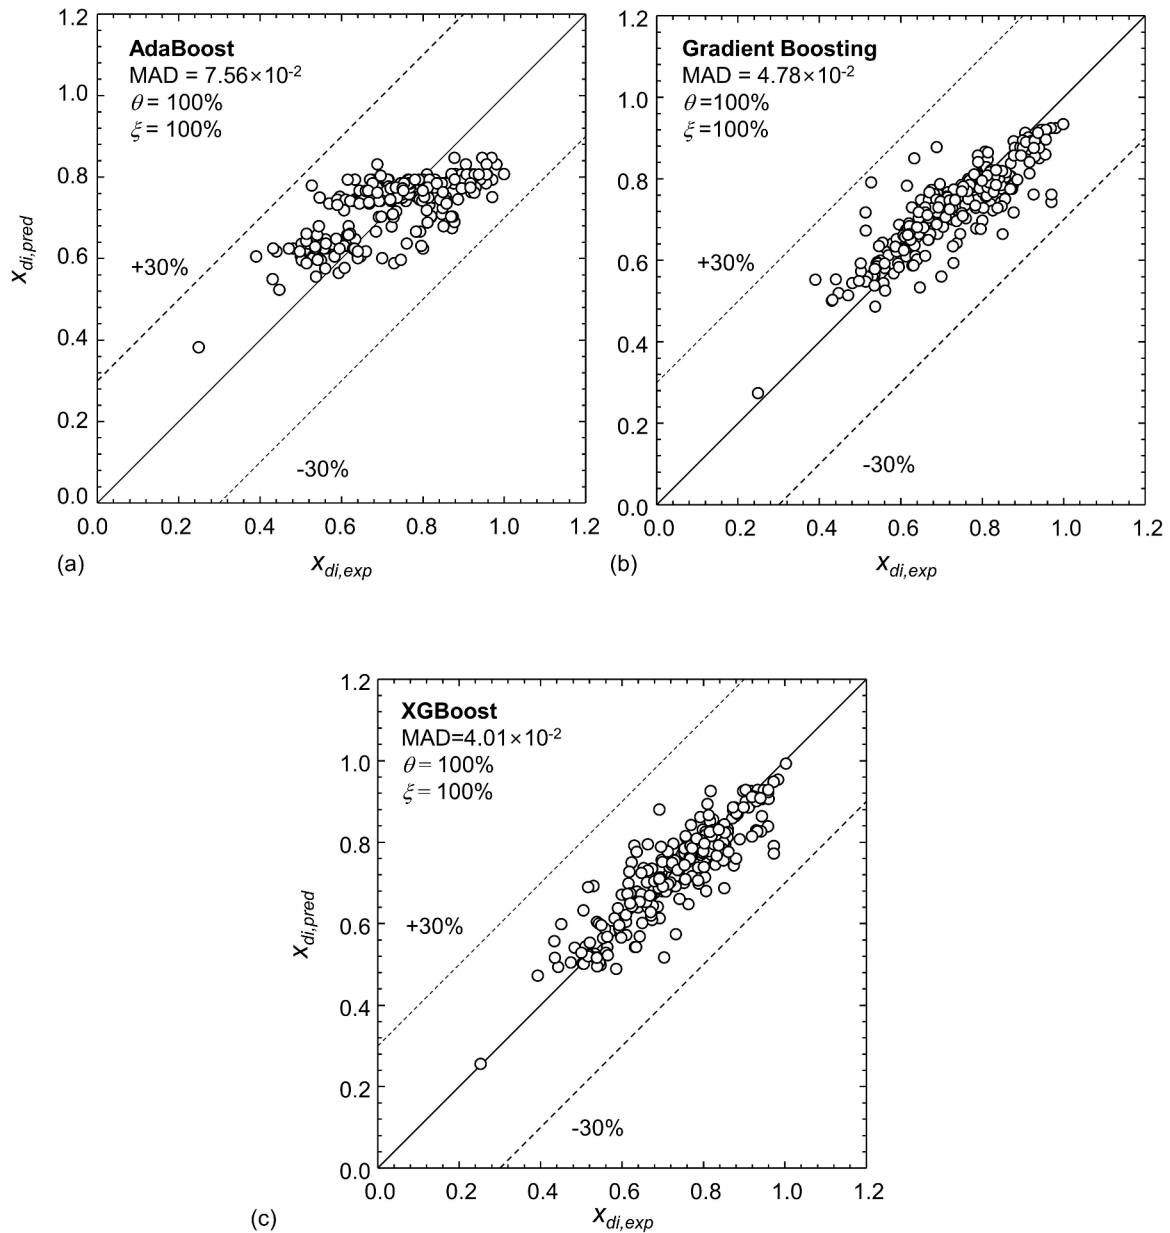 1.2
1.0
0.8
0.6
0.4
0.2
0.0
AdaBoost
MAD = 7.56×10⁻²
θ = 100%
ξ = 100%
+30%
-30%
x_di,pred
0.0 0.2 0.4 0.6 0.8 1.0 1.2
(a)
x_di,exp
1.2
1.0
0.8
0.6
0.4
0.2
0.0
Gradient Boosting
MAD = 4.78×10⁻²
θ =100%
ξ =100%
+30%
-30%
0.0 0.2 0.4 0.6 0.8 1.0 1.2
(b)
x_di,exp
1.2
1.0
0.8
0.6
0.4
0.2
0.0
XGBoost
MAD=4.01×10⁻²
θ = 100%
ξ = 100%
+30%
-30%
x_di,pred
0.0 0.2 0.4 0.6 0.8 1.0 1.2
(c)
x_di,exp